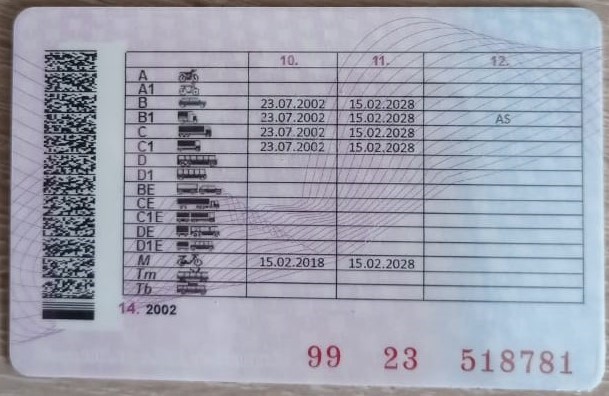 10. 11. 12.
A
A1
B 23.07.2002 15.02.2028
B1 23.07.2002 15.02.2028 AS
C 23.07.2002 15.02.2028
C1 23.07.2002 15.02.2028
D
D1
BE
CE
C1E
DE
D1E
M 15.02.2018 15.02.2028
Tm
Tb
14. 2002
99 23 518781